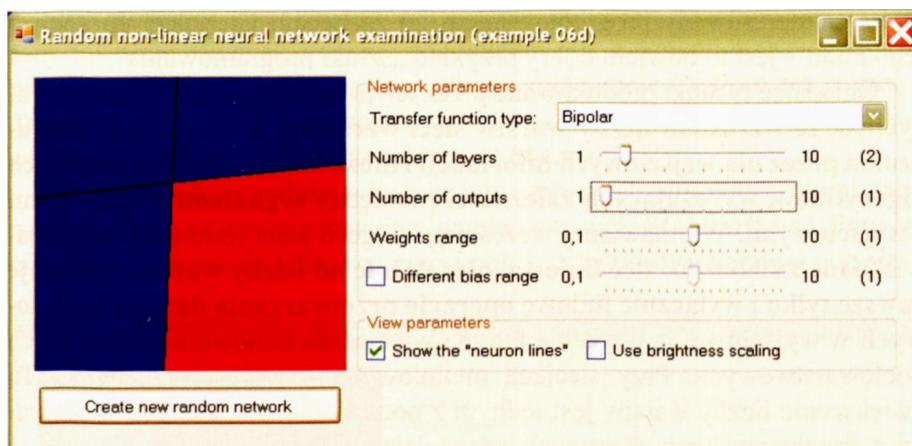 Random non-linear neural network examination (example 06d)
Network parameters
Transfer function type: Bipolar
Number of layers 1 10 (2)
Number of outputs 1 10 (1)
Weights range 0,1 10 (1)
Different bias range 0,1 10 (1)
View parameters
Show the "neuron lines" Use brightness scaling
Create new random network